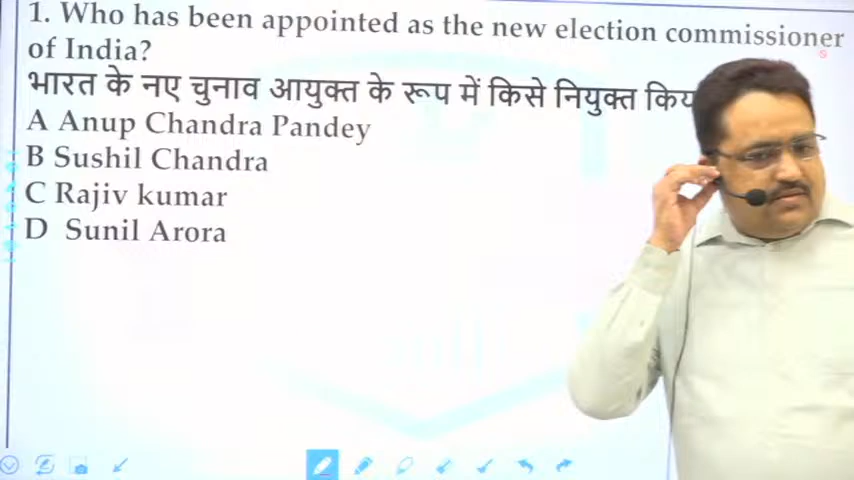 1. Who has been appointed as the new election commissioner
of India?
भारत के नए चुनाव आयुक्त के रूप में किसे नियुक्त
A Anup Chandra Pandey
B Sushil Chandra
C Rajiv kumar
D Sunil Arora